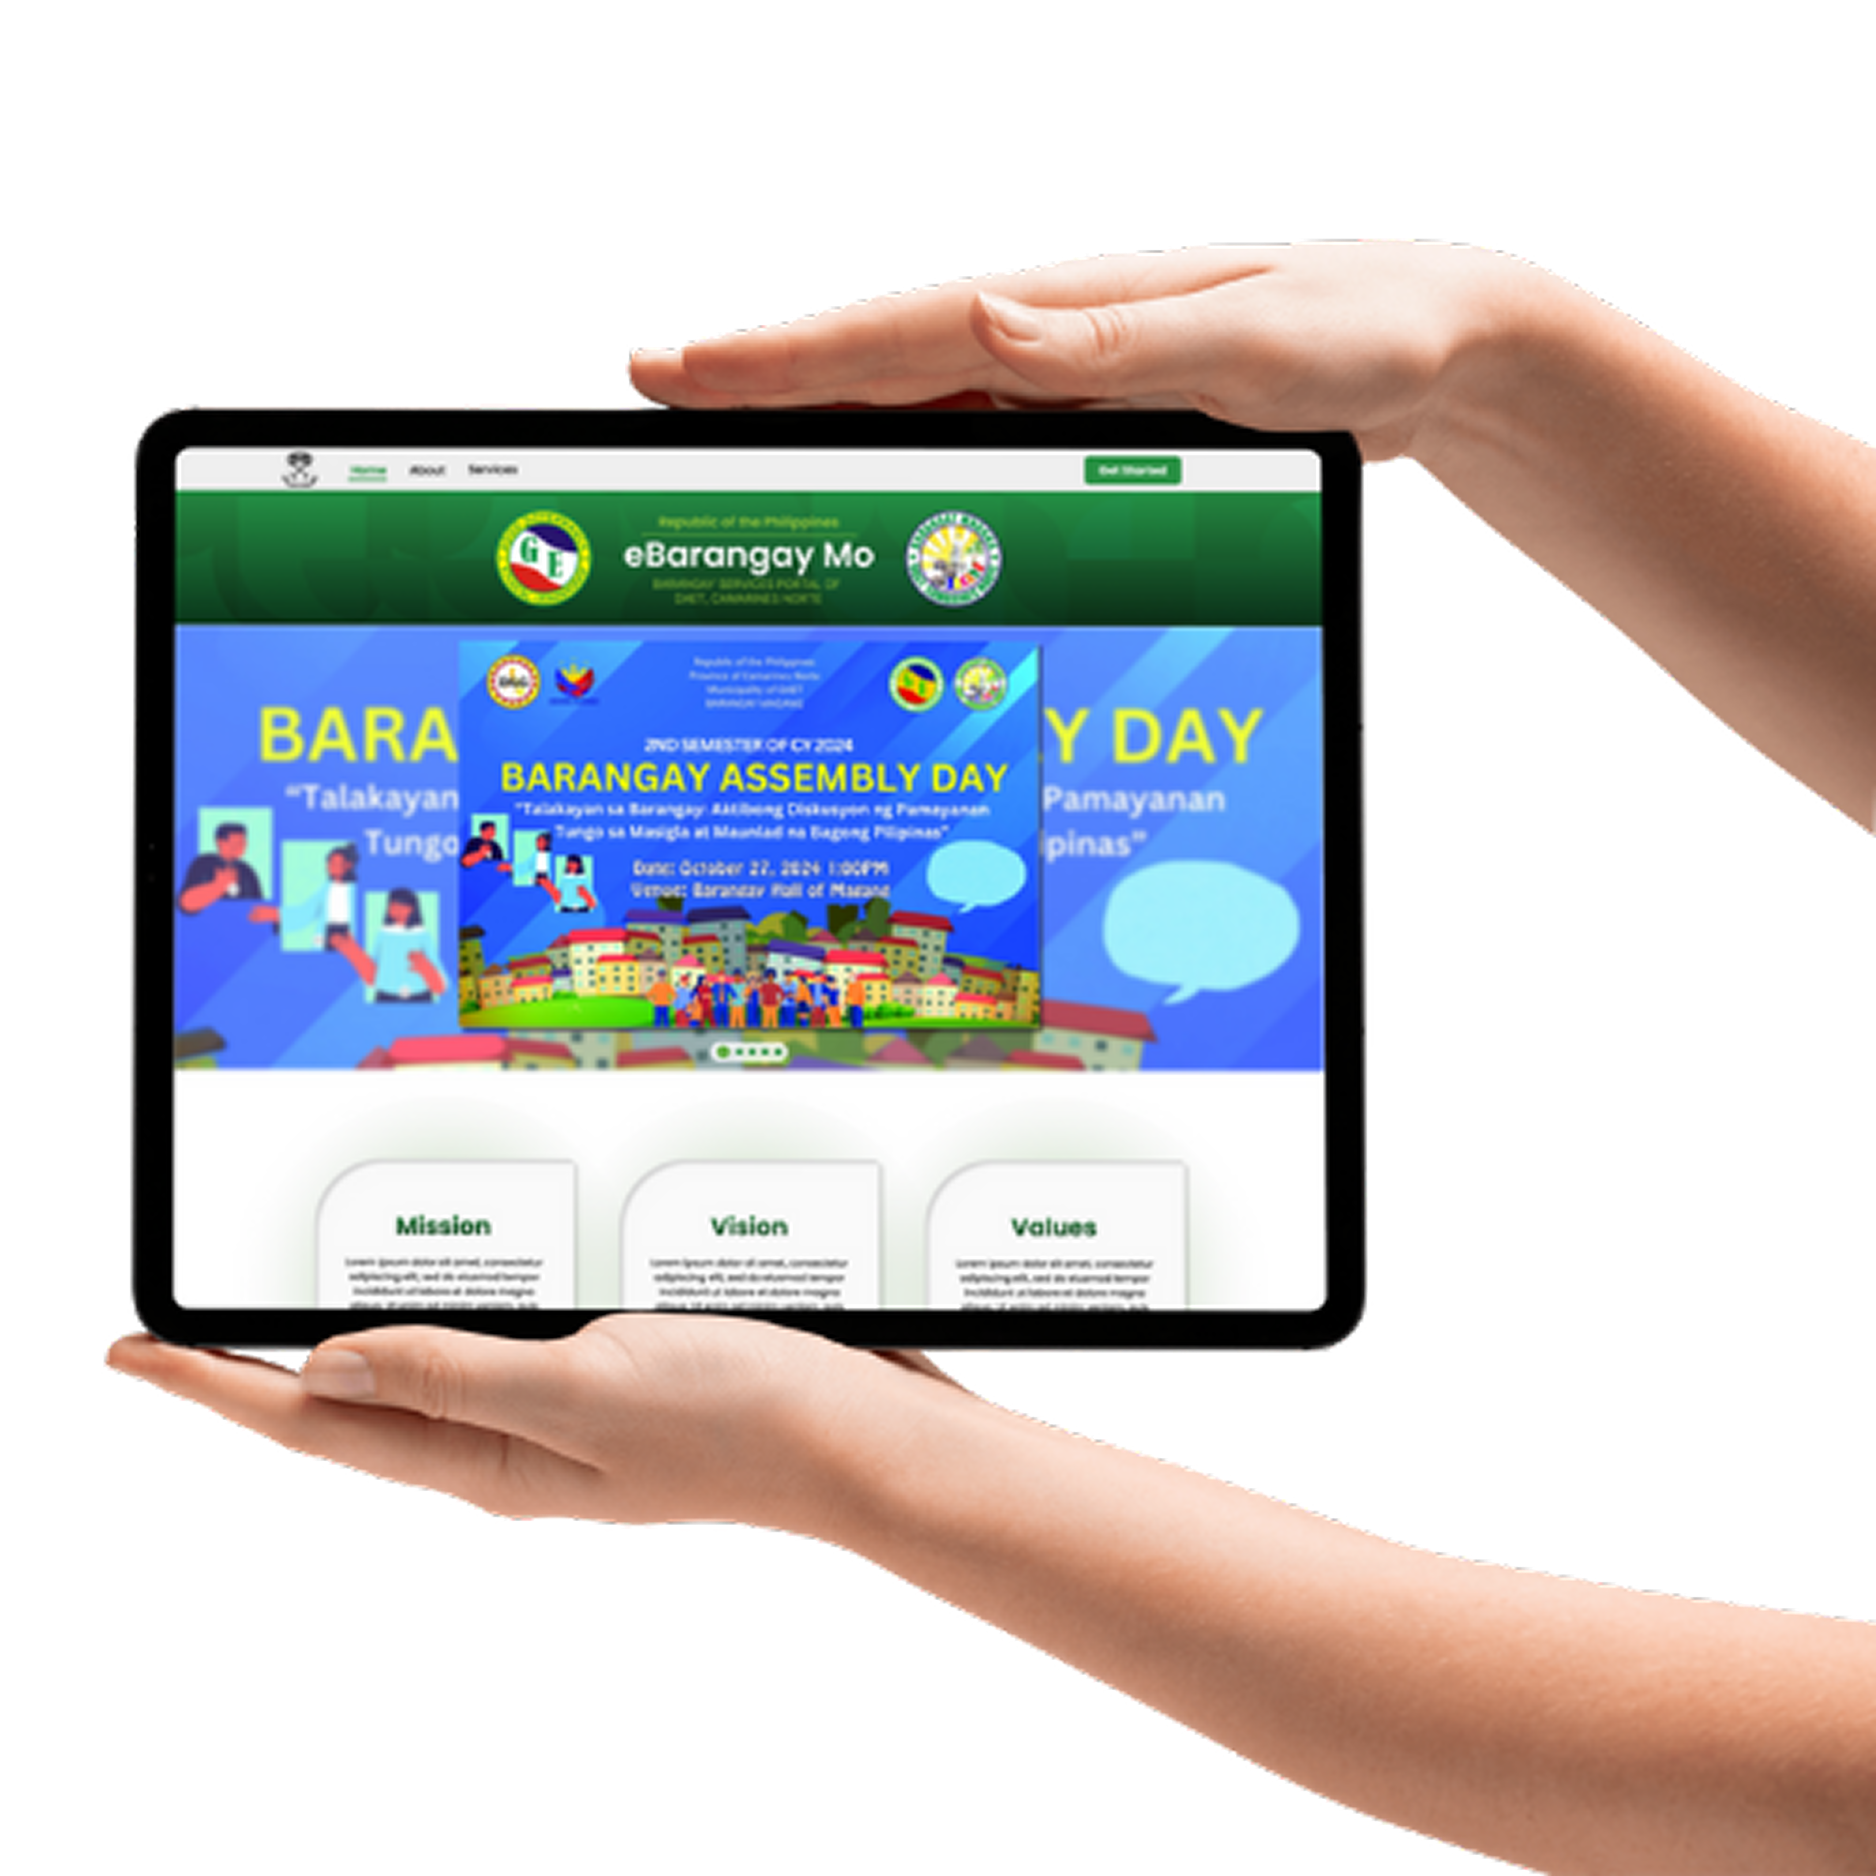 Home About Services Get Started
Republic of the Philippines
eBarangay Mo
BARANGAY SERVICES PORTAL OF
DAET, CAMARINES NORTE
G E
BARA
Y DAY
"Talakayan
Pamayanan
Tungo
ipinas"
Republic of the Philippines
Province of Camarines Norte
Municipality of DAET
BARANGAY MAGANG
2ND SEMESTER OF CY 2024
BARANGAY ASSEMBLY DAY
"Talakayan sa Barangay: Aktibong Diskusyon ng Pamayanan
Tungo sa Masigla at Maunlad na Bagong Pilipinas"
Date: October 27, 2024 1:00PM
Venue: Barangay Hall of Magang
Mission
Lorem ipsum dolor sit amet, consectetur
adipiscing elit, sed do eiusmod tempor
incididunt ut labore et dolore magna
Vision
Lorem ipsum dolor sit amet, consectetur
adipiscing elit, sed do eiusmod tempor
incididunt ut labore et dolore magna
Values
Lorem ipsum dolor sit amet, consectetur
adipiscing elit, sed do eiusmod tempor
incididunt ut labore et dolore magna